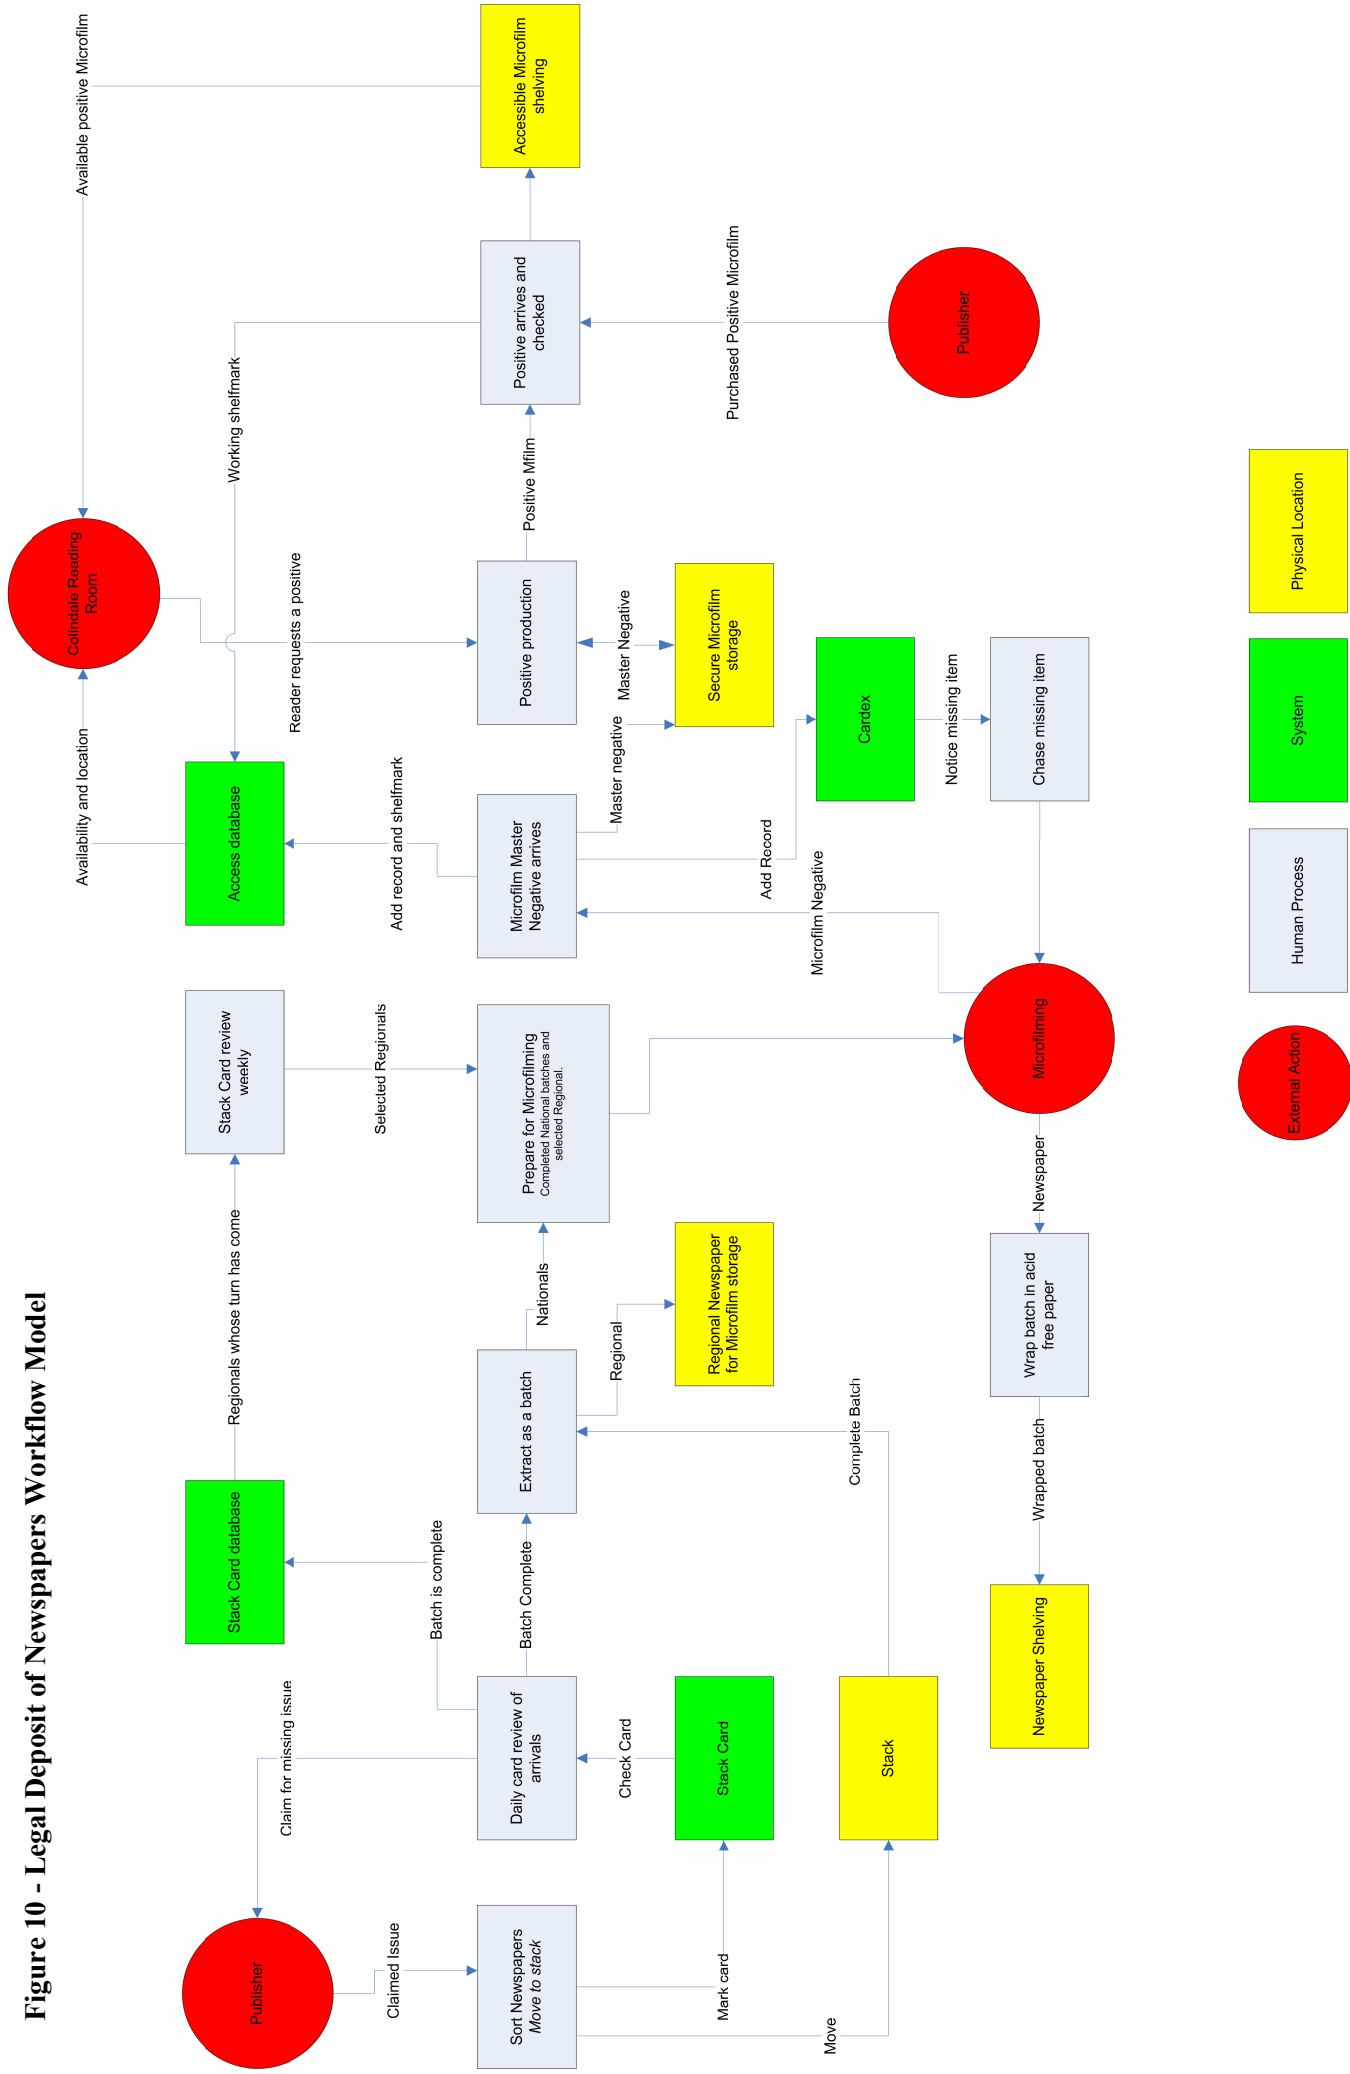 Figure 10 - Legal Deposit of Newspapers Workflow Model
Publisher
Claim for missing issue
Stack Card database
Regionals whose turn has come
Stack Card review
weekly
Access database
Availability and location
Colindale Reading
Room
Available positive Microfilm
Working shelfmark
Reader requests a positive
Claimed Issue
Batch is complete
Selected Regionals
Add record and shelfmark
Sort Newspapers
Move to stack
Daily card review of
arrivals
Batch Complete
Extract as a batch
Nationals
Prepare for Microfilming
Completed National batches and
selected Regional.
Microfilm Master
Negative arrives
Positive production
Positive Mfilm
Positive arrives and
checked
Accessible Microfilm
shelving
Check Card
Regional
Master negative
Master Negative
Mark card
Stack Card
Regional Newspaper
for Microfilm storage
Secure Microfilm
storage
Purchased Positive Microfilm
Add Record
Microfilm Negative
Move
Complete Batch
Stack
Cardex
Notice missing item
Publisher
Newspaper Shelving
Wrapped batch
Wrap batch in acid
free paper
Newspaper
Microfilming
Chase missing item
External Action
Human Process
System
Physical Location